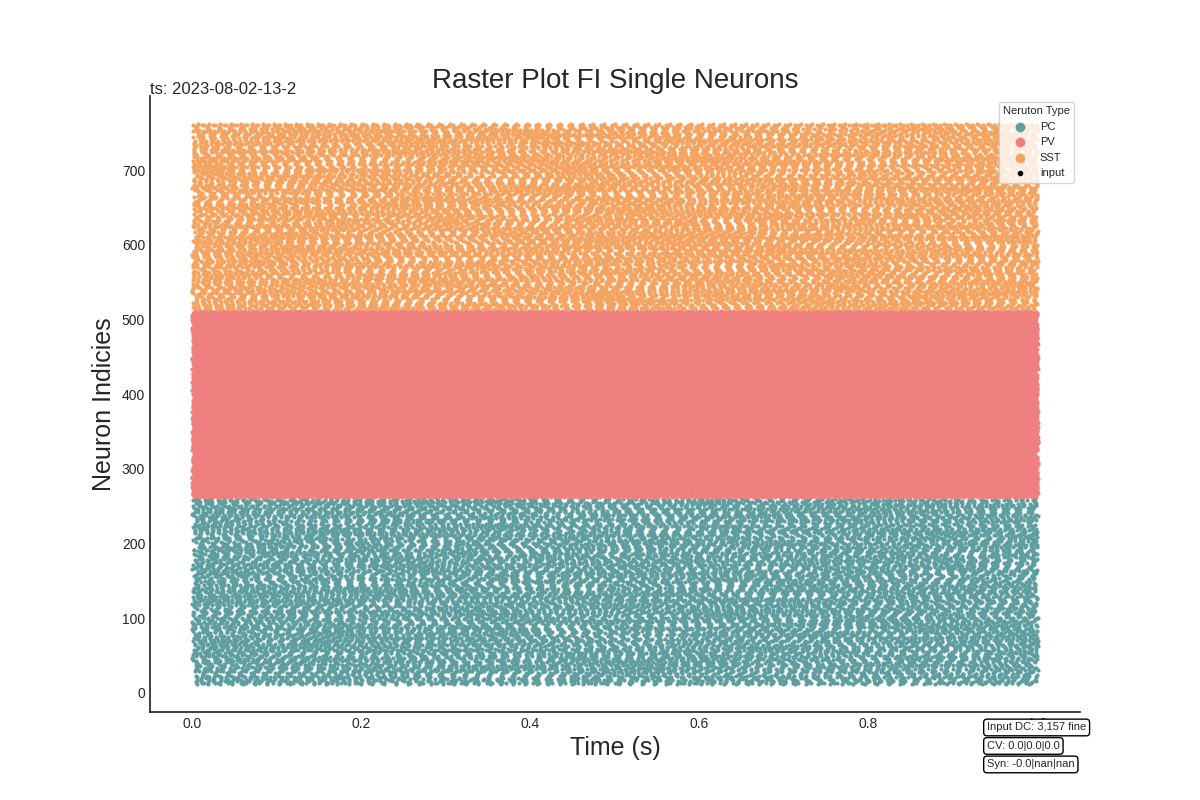 Raster Plot FI Single Neurons
ts: 2023-08-02-13-2
Neruton Type
PC
PV
SST
input
700
600
500
400
300
200
100
0
Neuron Indicies
0.0 0.2 0.4 0.6 0.8
Time (s)
Input DC: 3,157 fine
CV: 0.0|0.0|0.0
Syn: -0.0|nan|nan